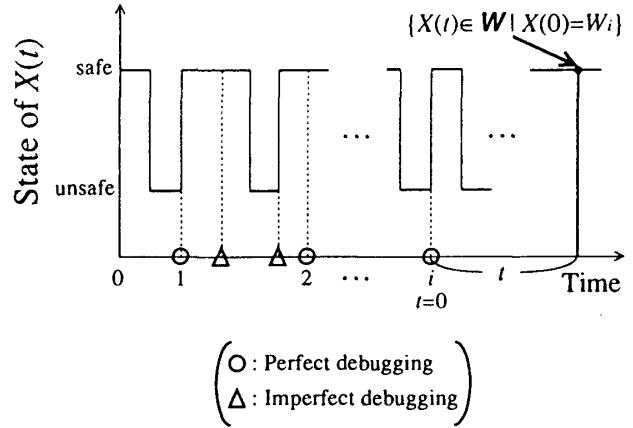 {X(t)∈ W | X(0)=Wi}
State of X(t)
safe
unsafe
...
...
0
1
2
...
i
t
t=0
Time
○ : Perfect debugging
△ : Imperfect debugging